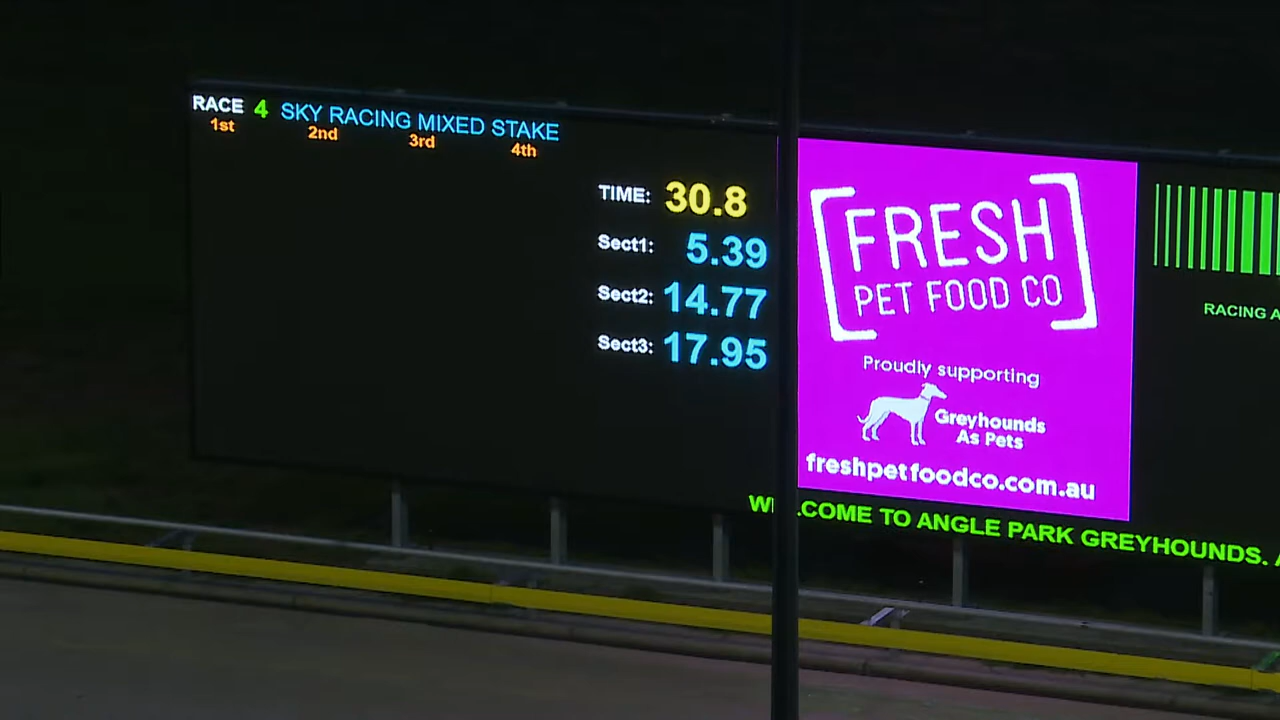 RACE 4 SKY RACING MIXED STAKE
1st 2nd 3rd 4th
TIME: 30.8
Sect1: 5.39
Sect2: 14.77
Sect3: 17.95
FRESH
PET FOOD CO
Proudly supporting
Greyhounds
As Pets
freshpetfoodco.com.au
RACING
COME TO ANGLE PARK GREYHOUNDS.